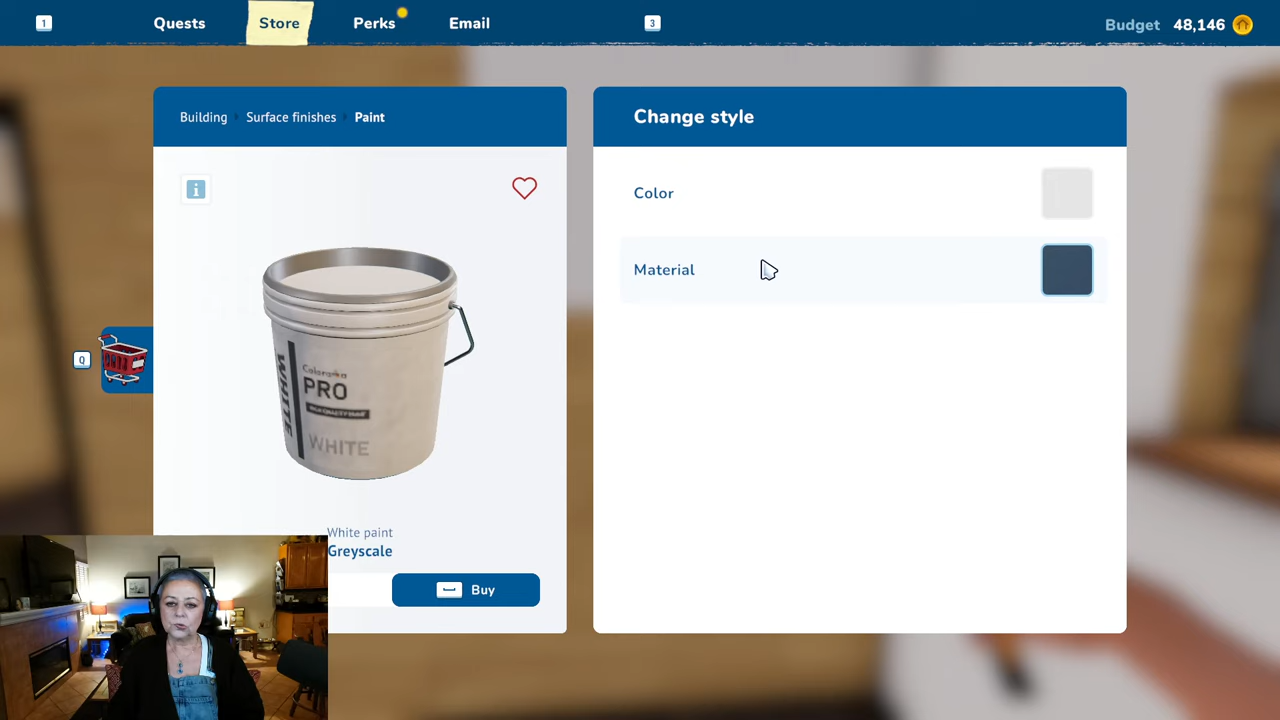 1
Quests
Store
Perks
Email
3
Budget 48,146
Building
Surface finishes
Paint
Change style
i
Color
Material
Q
WHITE
Colorama
PRO
WHITE
White paint
Greyscale
Buy